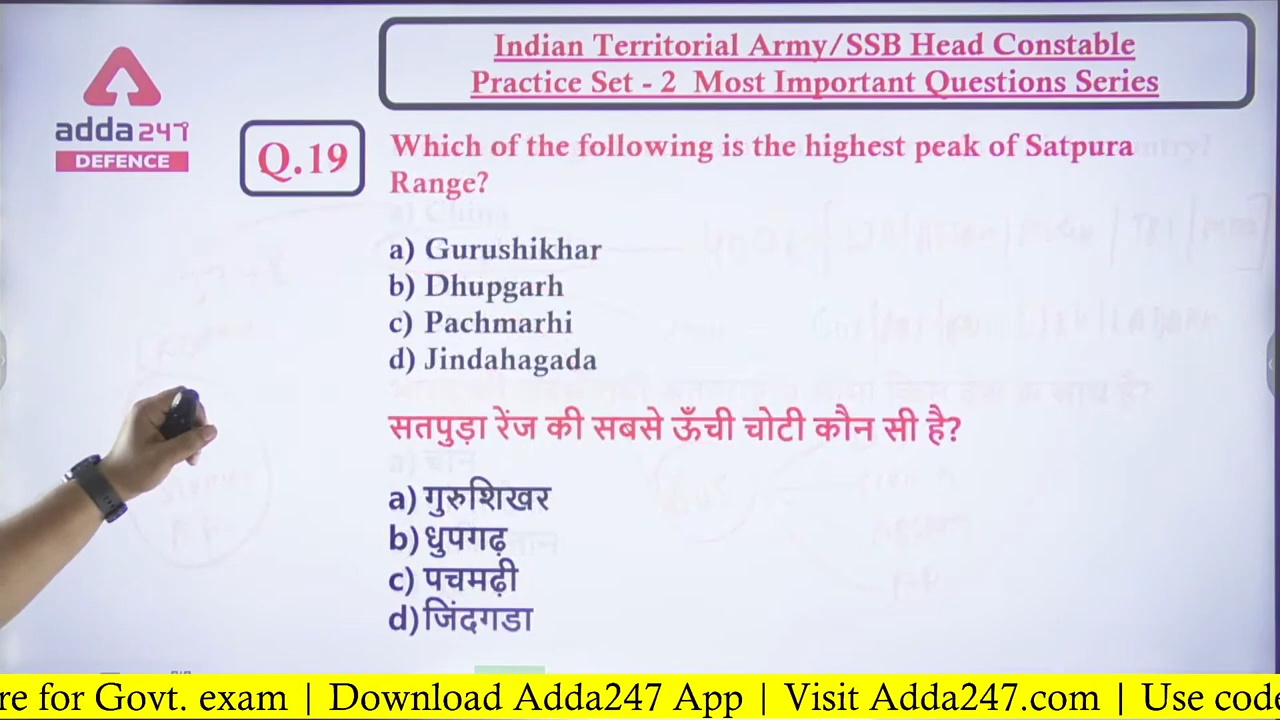 Indian Territorial Army/SSB Head Constable
Practice Set - 2 Most Important Questions Series
adda247
DEFENCE
Q.19
Which of the following is the highest peak of Satpura
Range?
a) Gurushikhar
b) Dhupgarh
c) Pachmarhi
d) Jindahagada
सतपुड़ा रेंज की सबसे ऊँची चोटी कौन सी है?
a) गुरुशिखर
b) धुपगढ़
c) पचमढ़ी
d) जिंदगडा
re for Govt. exam | Download Adda247 App | Visit Adda247.com | Use code